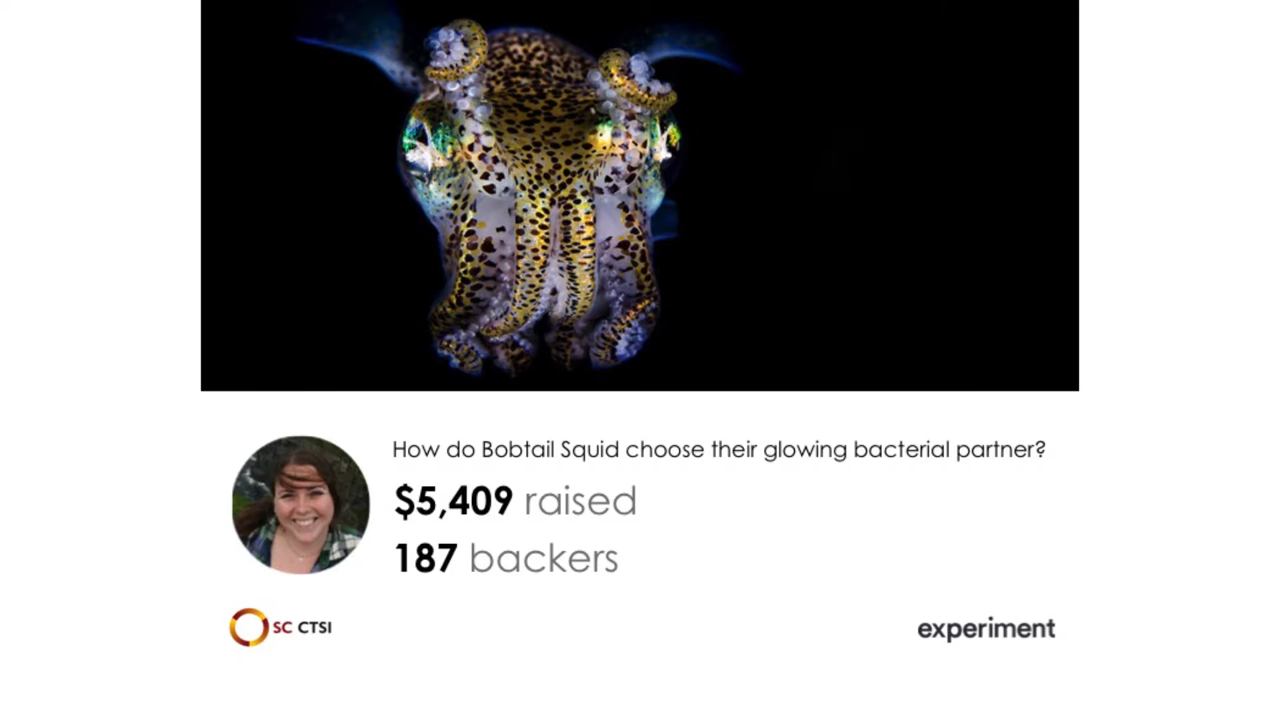 How do Bobtail Squid choose their glowing bacterial partner?
$5,409 raised
187 backers
SC CTSI
experiment